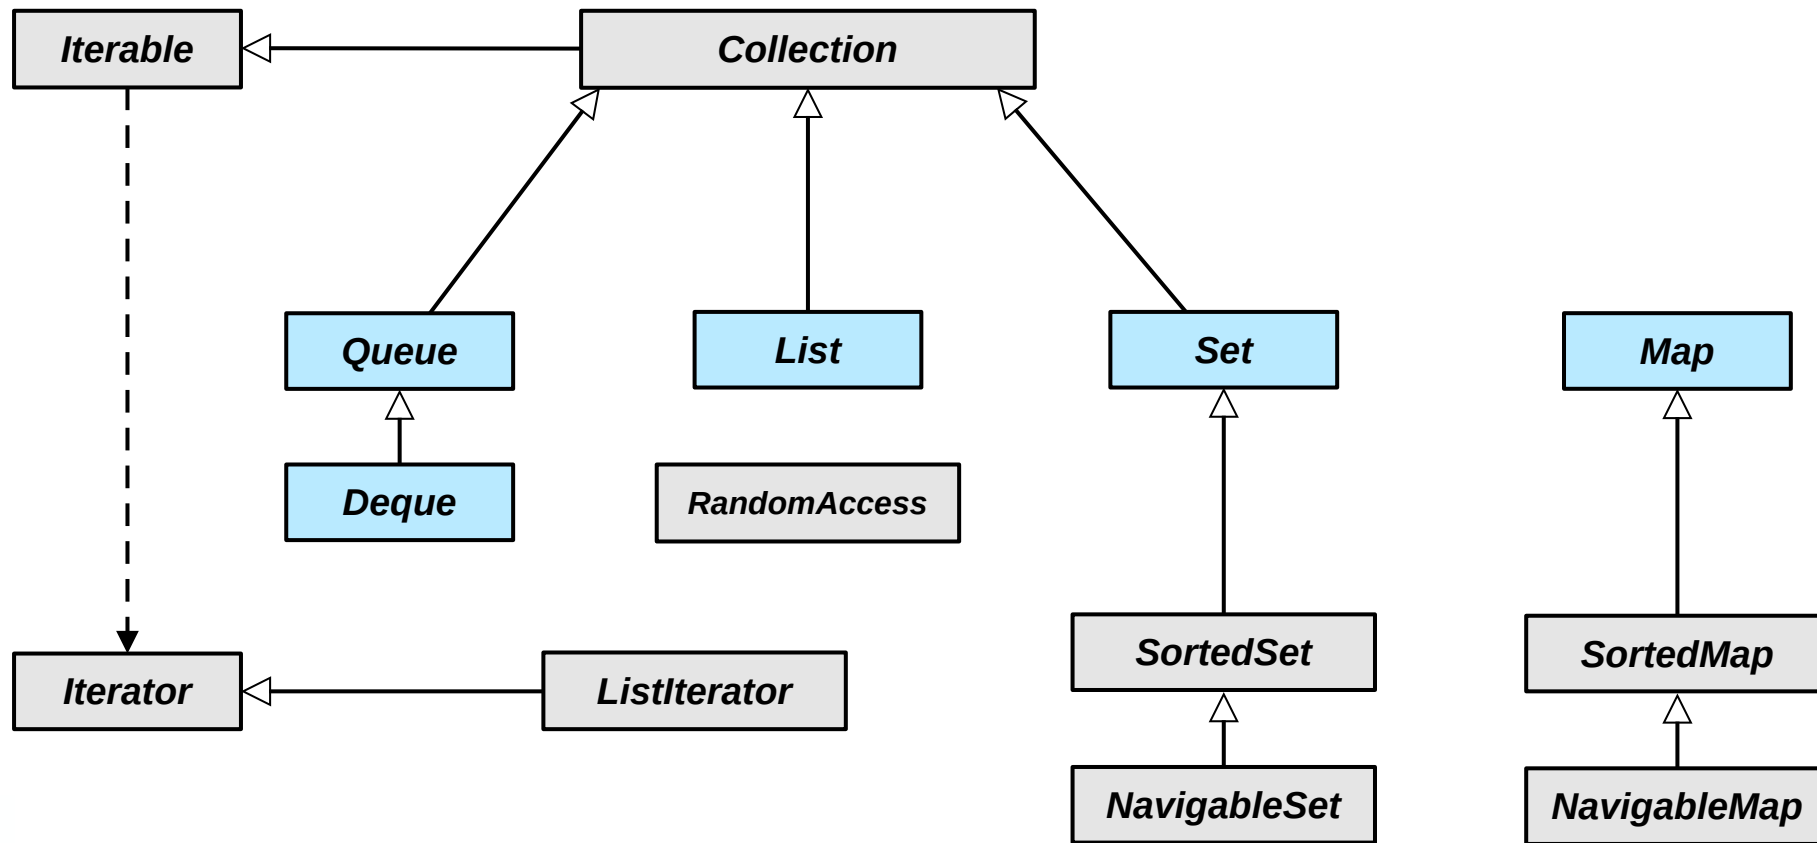 Iterable
Collection
Queue
List
Set
Map
Deque
RandomAccess
SortedSet
SortedMap
Iterator
ListIterator
NavigableSet
NavigableMap